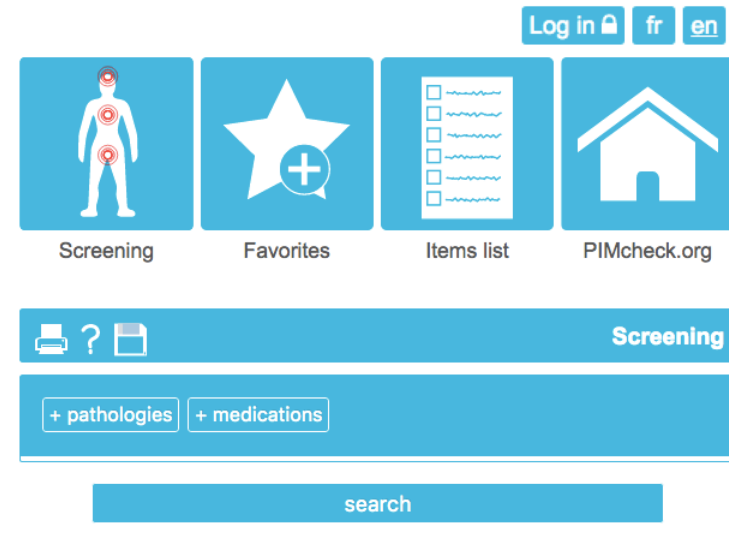 Log in fr en
Screening Favorites Items list PIMcheck.org
? Screening
+ pathologies + medications
search